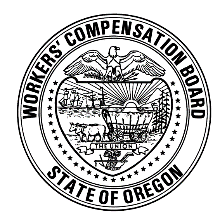 WORKERS' COMPENSATION BOARD
THE UNION
STATE OF OREGON